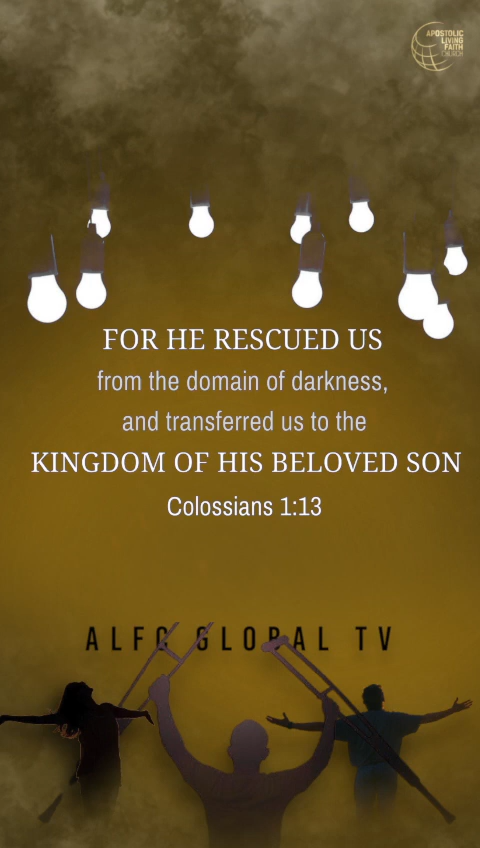 APOSTOLIC
LIVING
FAITH
CHURCH
FOR HE RESCUED US
from the domain of darkness,
and transferred us to the
KINGDOM OF HIS BELOVED SON
Colossians 1:13
ALFC GLOBAL TV